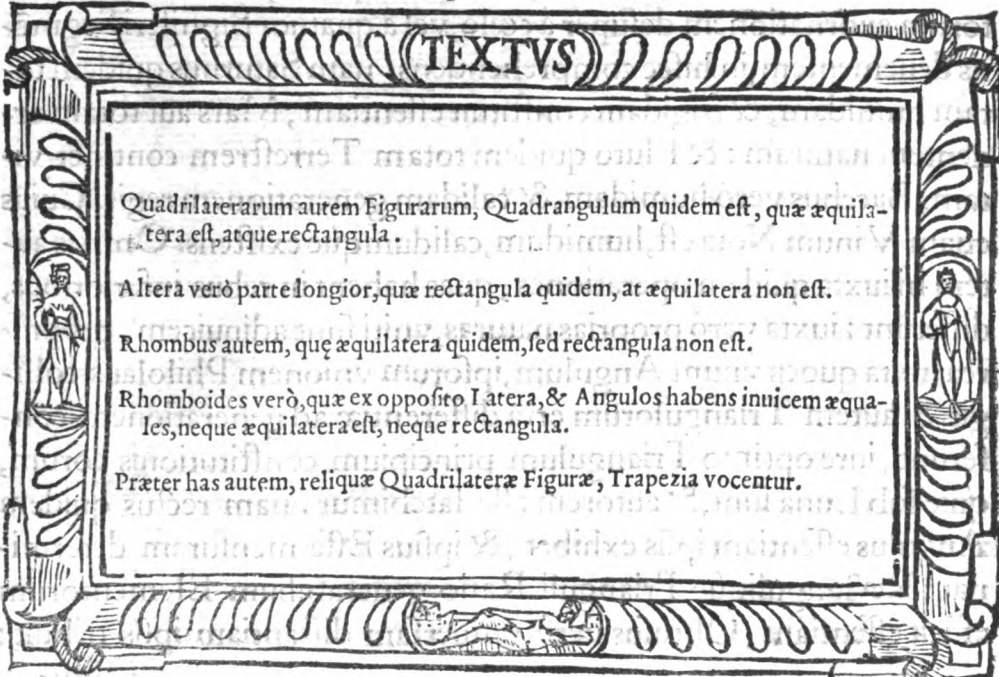 TEXTVS
Quadrilaterarum autem Figurarum, Quadrangulum quidem eſt, quæ æquila-
tera eſt, atque rectangula.
Altera verò parte longior, quæ rectangula quidem, at æquilatera non eſt.
Rhombus autem, quę æquilatera quidem, ſed rectangula non eſt.
Rhomboides verò, quæ ex oppoſito Latera, & Angulos habens inuicem æqua-
les, neque æquilatera eſt, neque rectangula.
Præter has autem, reliquæ Quadrilateræ Figuræ, Trapezia vocentur.